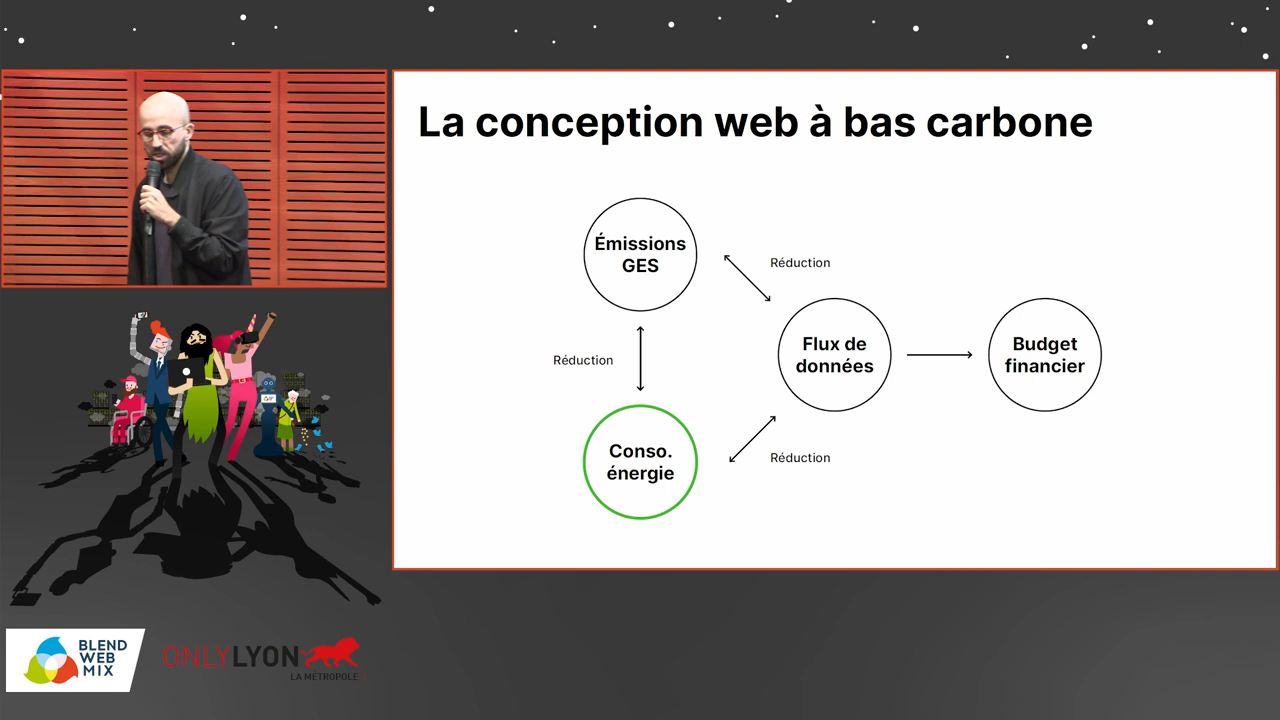 La conception web à bas carbone
Émissions
GES
Réduction
Réduction
Flux de
données
Budget
financier
Conso.
énergie
Réduction
BLEND
WEB
MIX
ONLYLYON
LA MÉTROPOLE